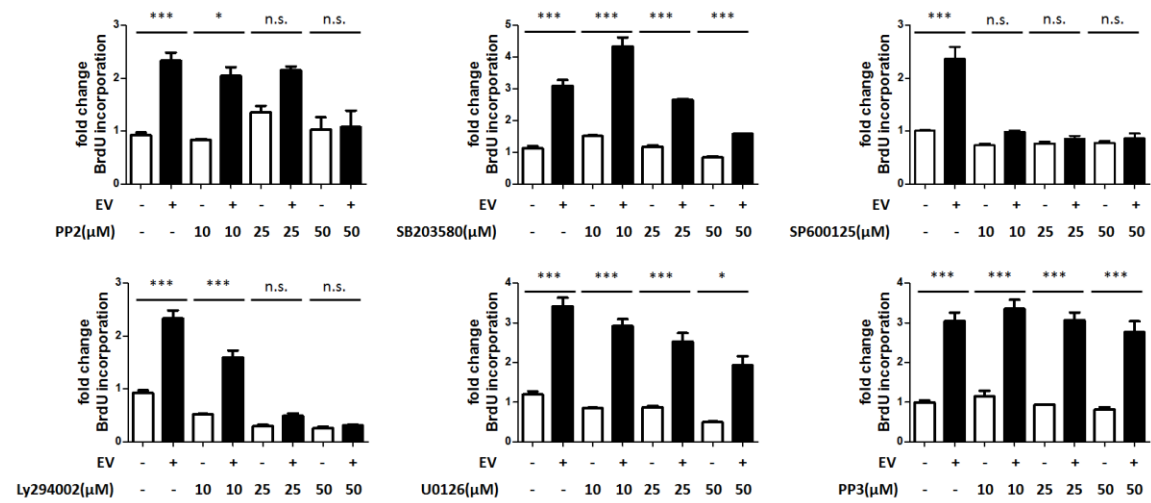 *** * n.s. n.s.
3
2
1
0
fold change
BrdU incorporation
EV - + - + - + - +
PP2(μM) - - 10 10 25 25 50 50
*** *** *** ***
5
4
3
2
1
0
fold change
BrdU incorporation
EV - + - + - + - +
SB203580(μM) - - 10 10 25 25 50 50
*** n.s. n.s. n.s.
3
2
1
0
fold change
BrdU incorporation
EV - + - + - + - +
SP600125(μM) - - 10 10 25 25 50 50
*** *** n.s. n.s.
3
2
1
0
fold change
BrdU incorporation
EV - + - + - + - +
Ly294002(μM) - - 10 10 25 25 50 50
*** *** *** *
4
3
2
1
0
fold change
BrdU incorporation
EV - + - + - + - +
U0126(μM) - - 10 10 25 25 50 50
*** *** *** ***
4
3
2
1
0
fold change
BrdU incorporation
EV - + - + - + - +
PP3(μM) - - 10 10 25 25 50 50